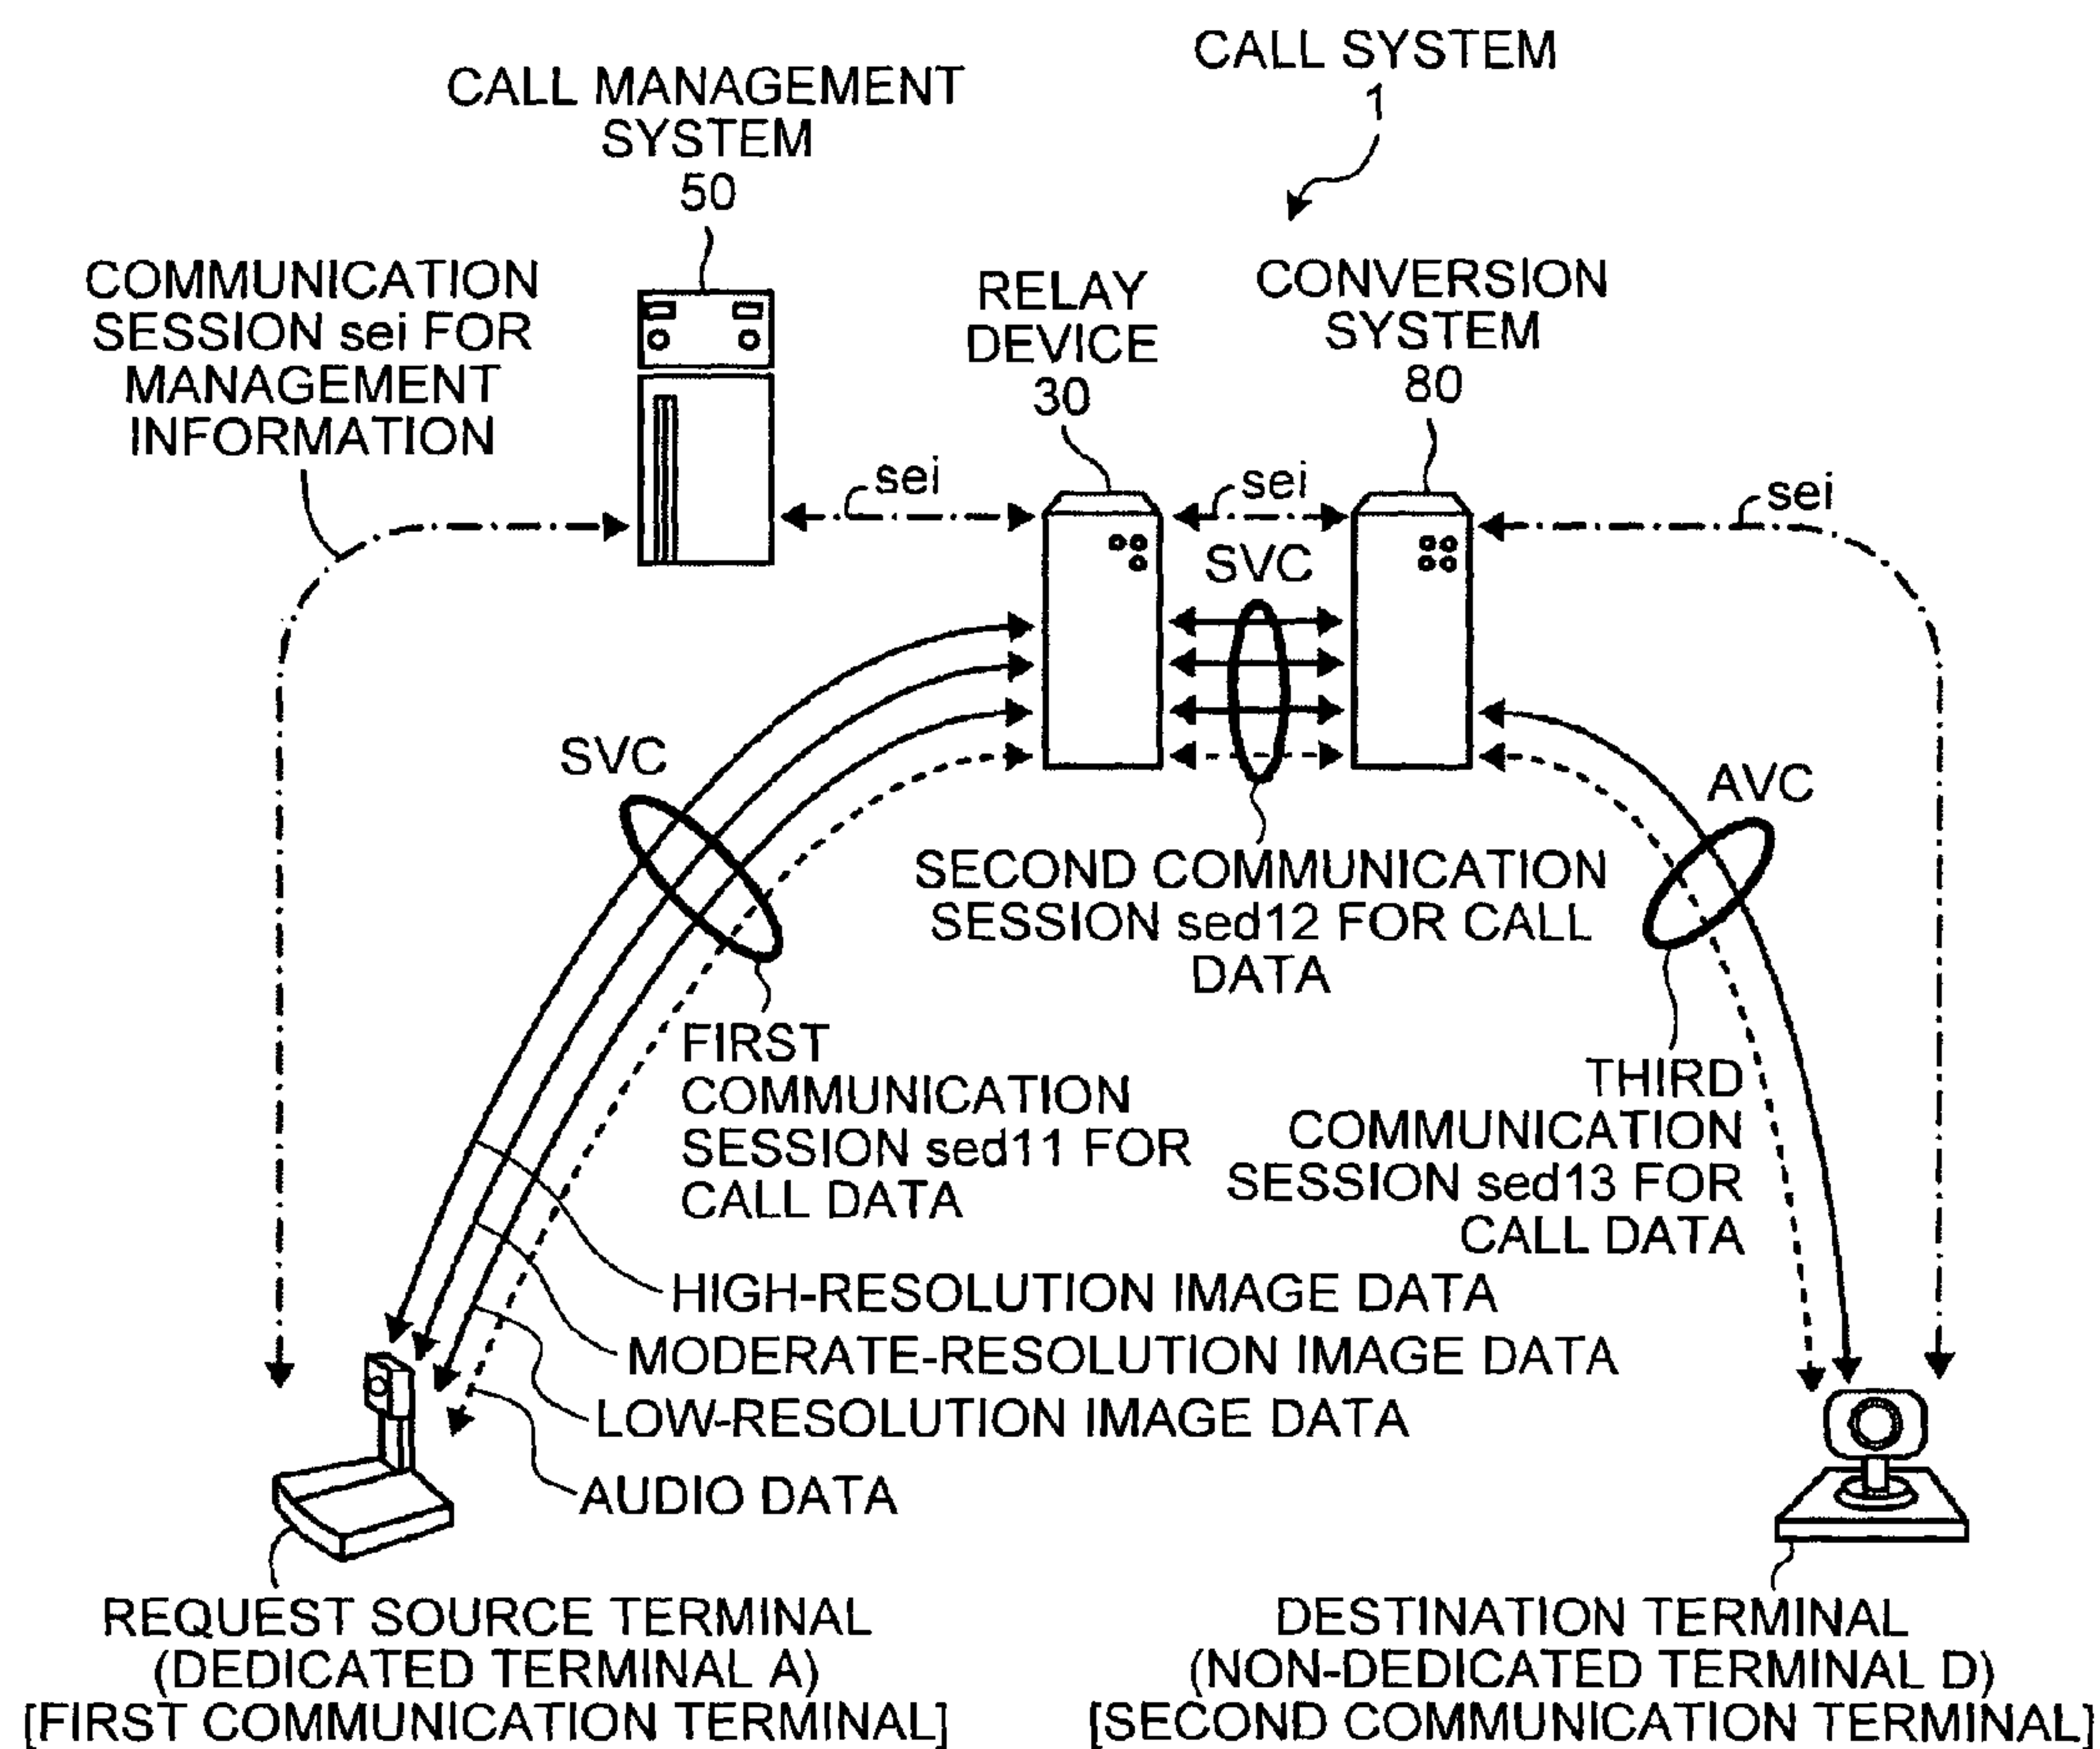 CALL SYSTEM
1
CALL MANAGEMENT
SYSTEM
50
COMMUNICATION
SESSION sei FOR
MANAGEMENT
INFORMATION
RELAY
DEVICE
30
CONVERSION
SYSTEM
80
sei
sei
sei
SVC
SVC
AVC
SECOND COMMUNICATION
SESSION sed12 FOR CALL
DATA
FIRST
COMMUNICATION
SESSION sed11 FOR
CALL DATA
THIRD
COMMUNICATION
SESSION sed13 FOR
CALL DATA
HIGH-RESOLUTION IMAGE DATA
MODERATE-RESOLUTION IMAGE DATA
LOW-RESOLUTION IMAGE DATA
AUDIO DATA
REQUEST SOURCE TERMINAL
(DEDICATED TERMINAL A)
[FIRST COMMUNICATION TERMINAL]
DESTINATION TERMINAL
(NON-DEDICATED TERMINAL D)
[SECOND COMMUNICATION TERMINAL]